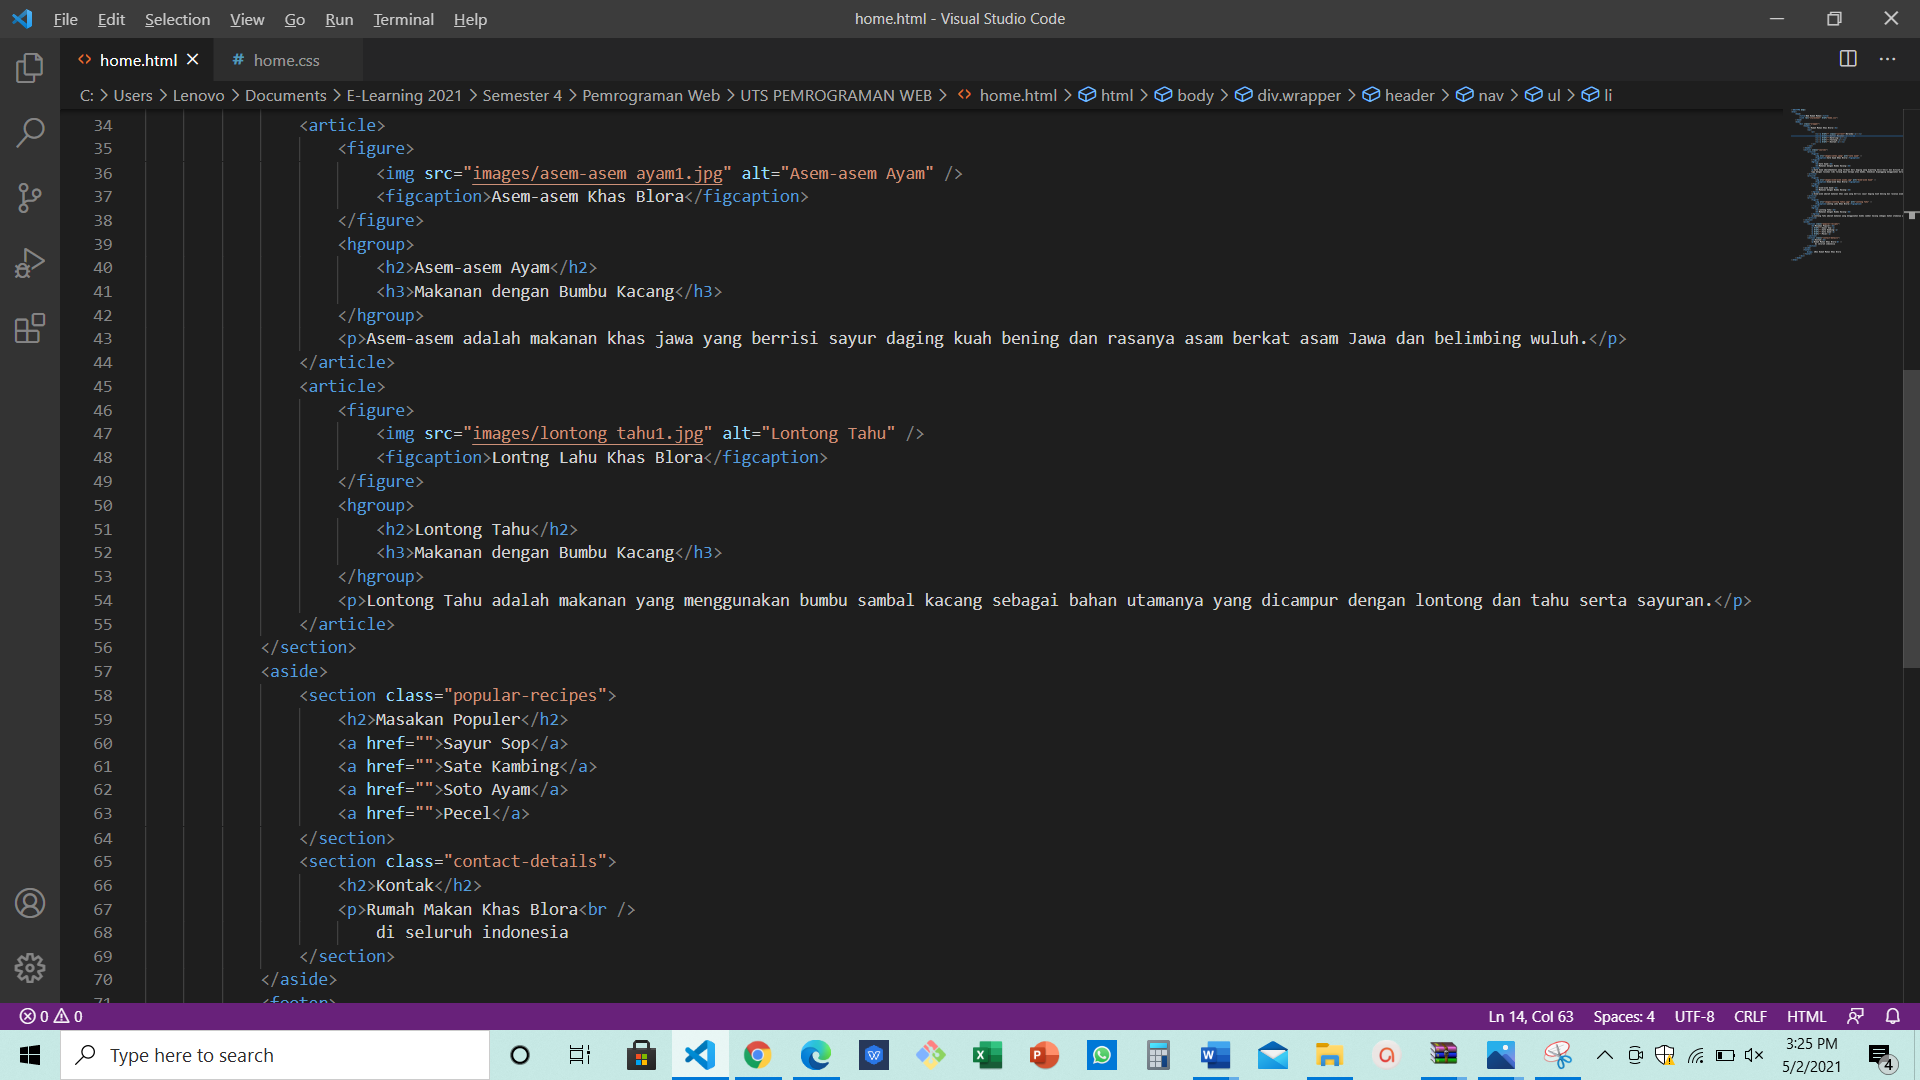 File Edit Selection View Go Run Terminal Help
home.html - Visual Studio Code
home.html
# home.css
C: > Users > Lenovo > Documents > E-Learning 2021 > Semester 4 > Pemrograman Web > UTS PEMROGRAMAN WEB > home.html > html > body > div.wrapper > header > nav > ul > li
34 <article>
35 <figure>
36 <img src="images/asem-asem ayam1.jpg" alt="Asem-asem Ayam" />
37 <figcaption>Asem-asem Khas Blora</figcaption>
38 </figure>
39 <hgroup>
40 <h2>Asem-asem Ayam</h2>
41 <h3>Makanan dengan Bumbu Kacang</h3>
42 </hgroup>
43 <p>Asem-asem adalah makanan khas jawa yang berrisi sayur daging kuah bening dan rasanya asam berkat asam Jawa dan belimbing wuluh.</p>
44 </article>
45 <article>
46 <figure>
47 <img src="images/lontong tahu1.jpg" alt="Lontong Tahu" />
48 <figcaption>Lontng Lahu Khas Blora</figcaption>
49 </figure>
50 <hgroup>
51 <h2>Lontong Tahu</h2>
52 <h3>Makanan dengan Bumbu Kacang</h3>
53 </hgroup>
54 <p>Lontong Tahu adalah makanan yang menggunakan bumbu sambal kacang sebagai bahan utamanya yang dicampur dengan lontong dan tahu serta sayuran.</p>
55 </article>
56 </section>
57 <aside>
58 <section class="popular-recipes">
59 <h2>Masakan Populer</h2>
60 <a href="">Sayur Sop</a>
61 <a href="">Sate Kambing</a>
62 <a href="">Soto Ayam</a>
63 <a href="">Pecel</a>
64 </section>
65 <section class="contact-details">
66 <h2>Kontak</h2>
67 <p>Rumah Makan Khas Blora<br />
68 di seluruh indonesia
69 </section>
70 </aside>
71 <footer>
0 0
Ln 14, Col 63 Spaces: 4 UTF-8 CRLF HTML
Type here to search
3:25 PM
5/2/2021
4